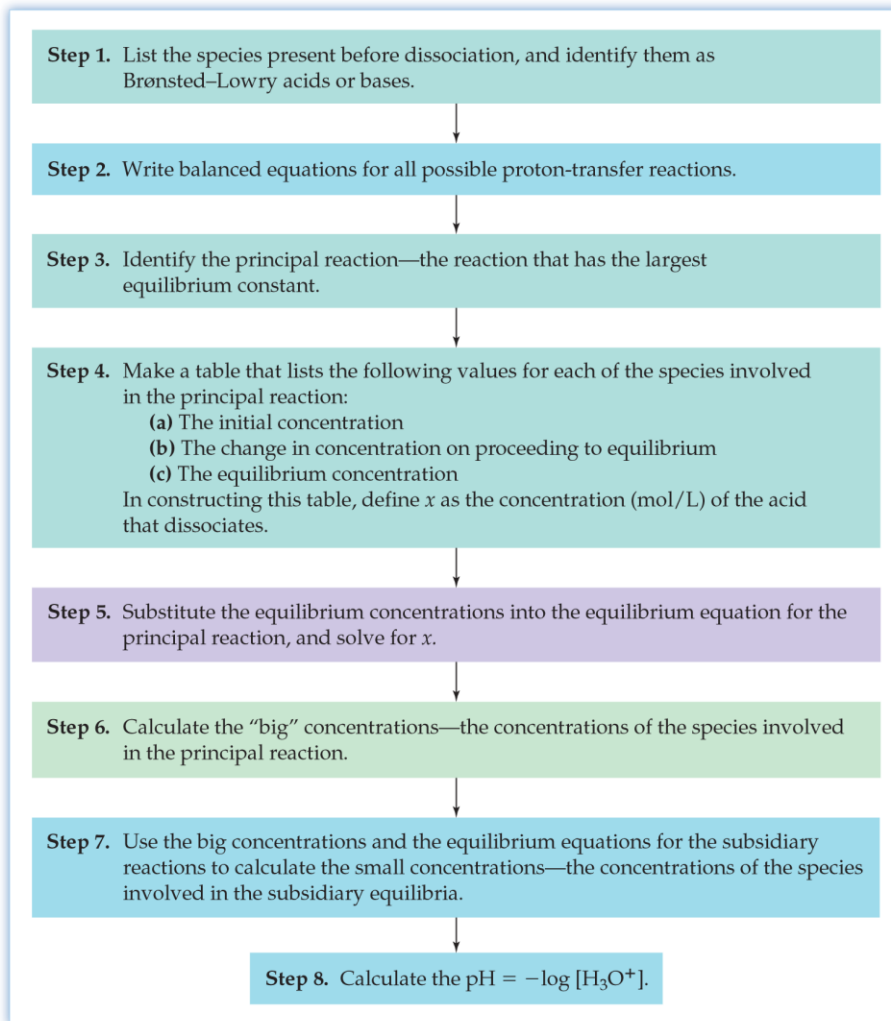 Step 1. List the species present before dissociation, and identify them as
Brønsted–Lowry acids or bases.
Step 2. Write balanced equations for all possible proton-transfer reactions.
Step 3. Identify the principal reaction—the reaction that has the largest
equilibrium constant.
Step 4. Make a table that lists the following values for each of the species involved
in the principal reaction:
(a) The initial concentration
(b) The change in concentration on proceeding to equilibrium
(c) The equilibrium concentration
In constructing this table, define x as the concentration (mol/L) of the acid
that dissociates.
Step 5. Substitute the equilibrium concentrations into the equilibrium equation for the
principal reaction, and solve for x.
Step 6. Calculate the “big” concentrations—the concentrations of the species involved
in the principal reaction.
Step 7. Use the big concentrations and the equilibrium equations for the subsidiary
reactions to calculate the small concentrations—the concentrations of the species
involved in the subsidiary equilibria.
Step 8. Calculate the pH = −log [H₃O⁺].